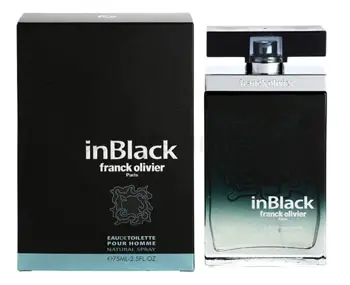 inBlack
franck olivier
Paris
EAU DE TOILETTE
POUR HOMME
NATURAL SPRAY
℮75ML-2.5FL.OZ
franck olivier
inBlack
franck olivier
Paris